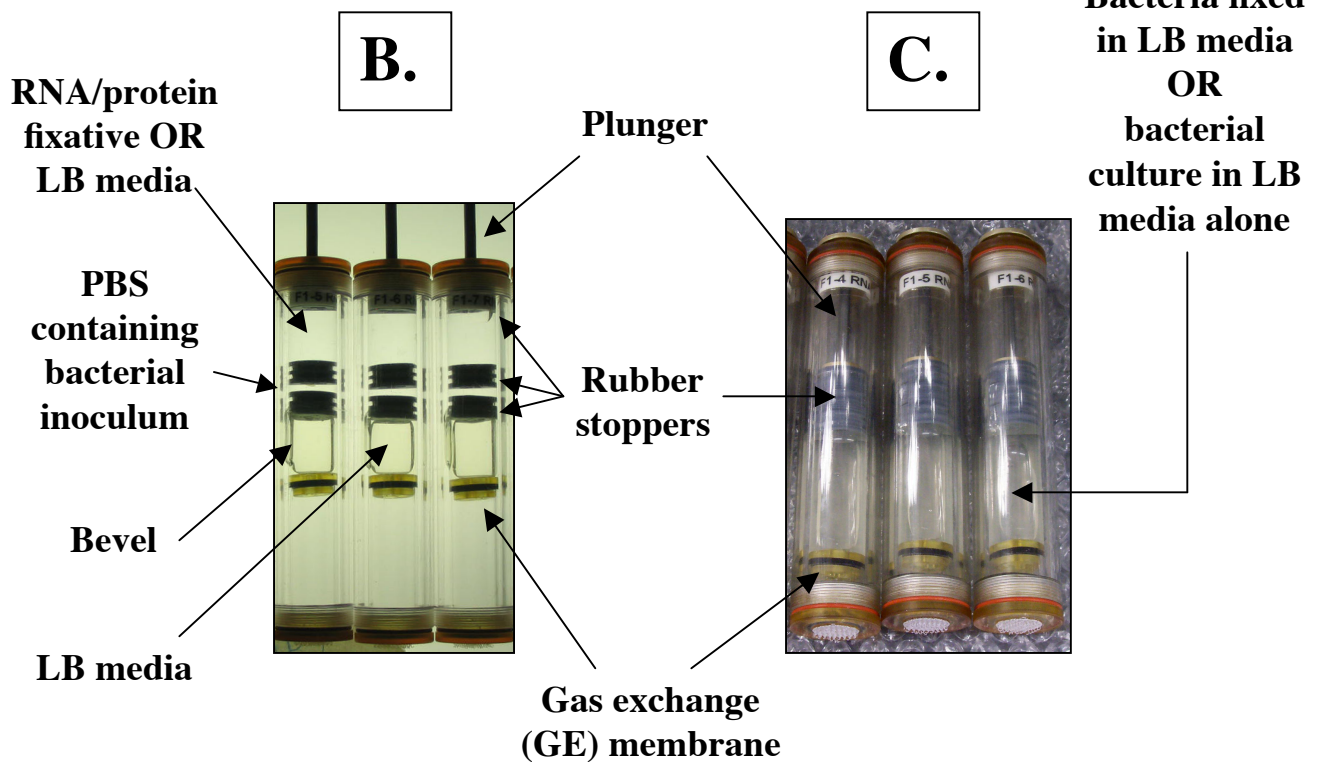 B.
C.
RNA/protein
fixative OR
LB media
Plunger
Bacteria fixed
in LB media
OR
bacterial
culture in LB
media alone
PBS
containing
bacterial
inoculum
Rubber
stoppers
Bevel
LB media
Gas exchange
(GE) membrane
F1-5 R
F1-6 R
F1-7 R
F1-4 RNA
F1-5 RN
F1-6 R